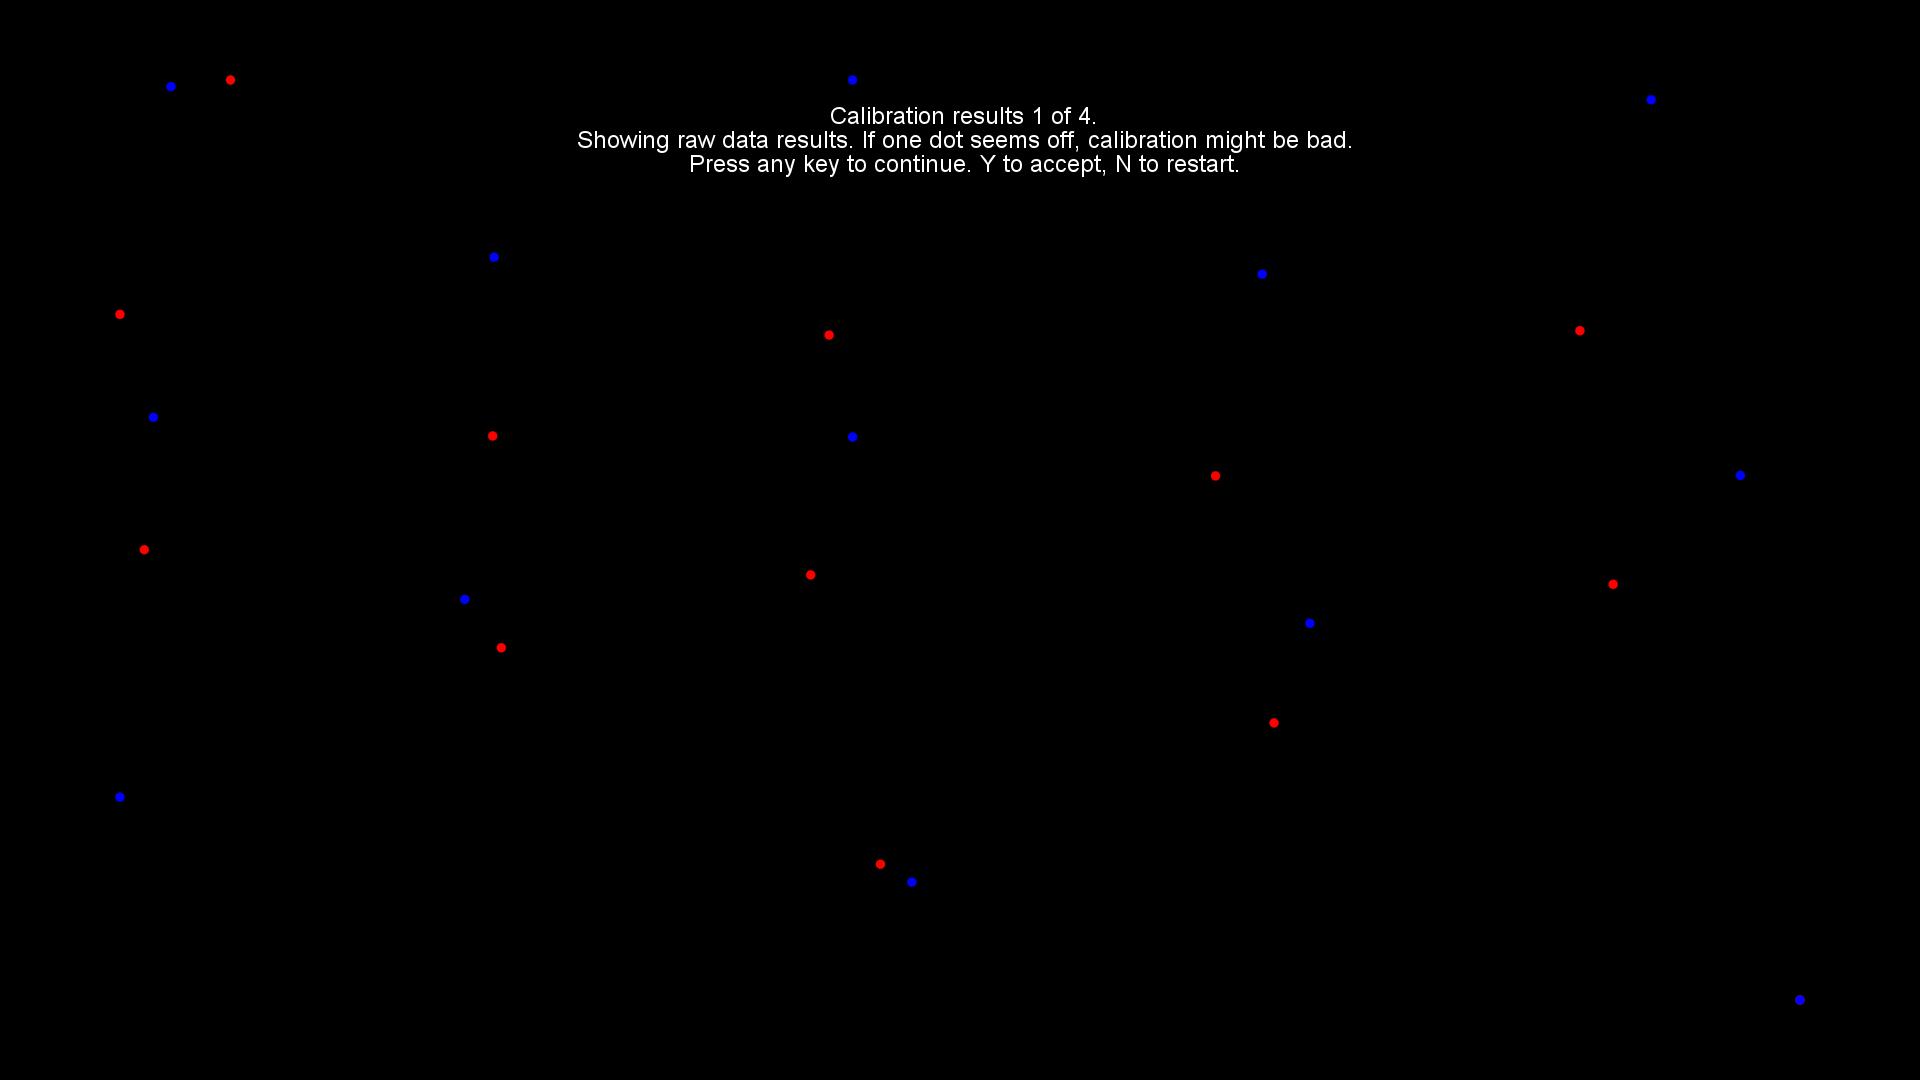 Calibration results 1 of 4.
Showing raw data results. If one dot seems off, calibration might be bad.
Press any key to continue. Y to accept, N to restart.